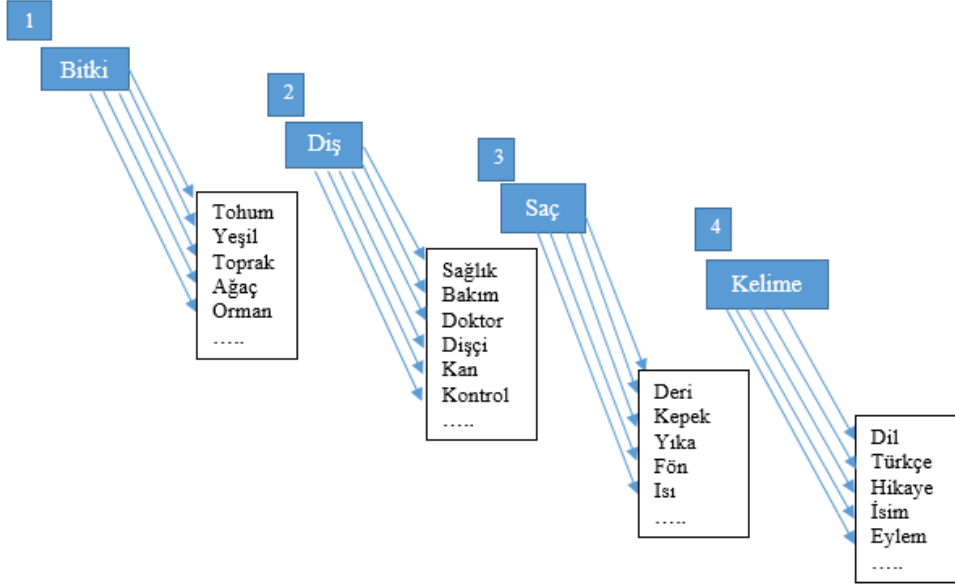 1
Bitki
Tohum
Yeşil
Toprak
Ağaç
Orman
…..
2
Diş
Sağlık
Bakım
Doktor
Dişçi
Kan
Kontrol
…..
3
Saç
Deri
Kepek
Yıka
Fön
Isı
…..
4
Kelime
Dil
Türkçe
Hikaye
İsim
Eylem
…..